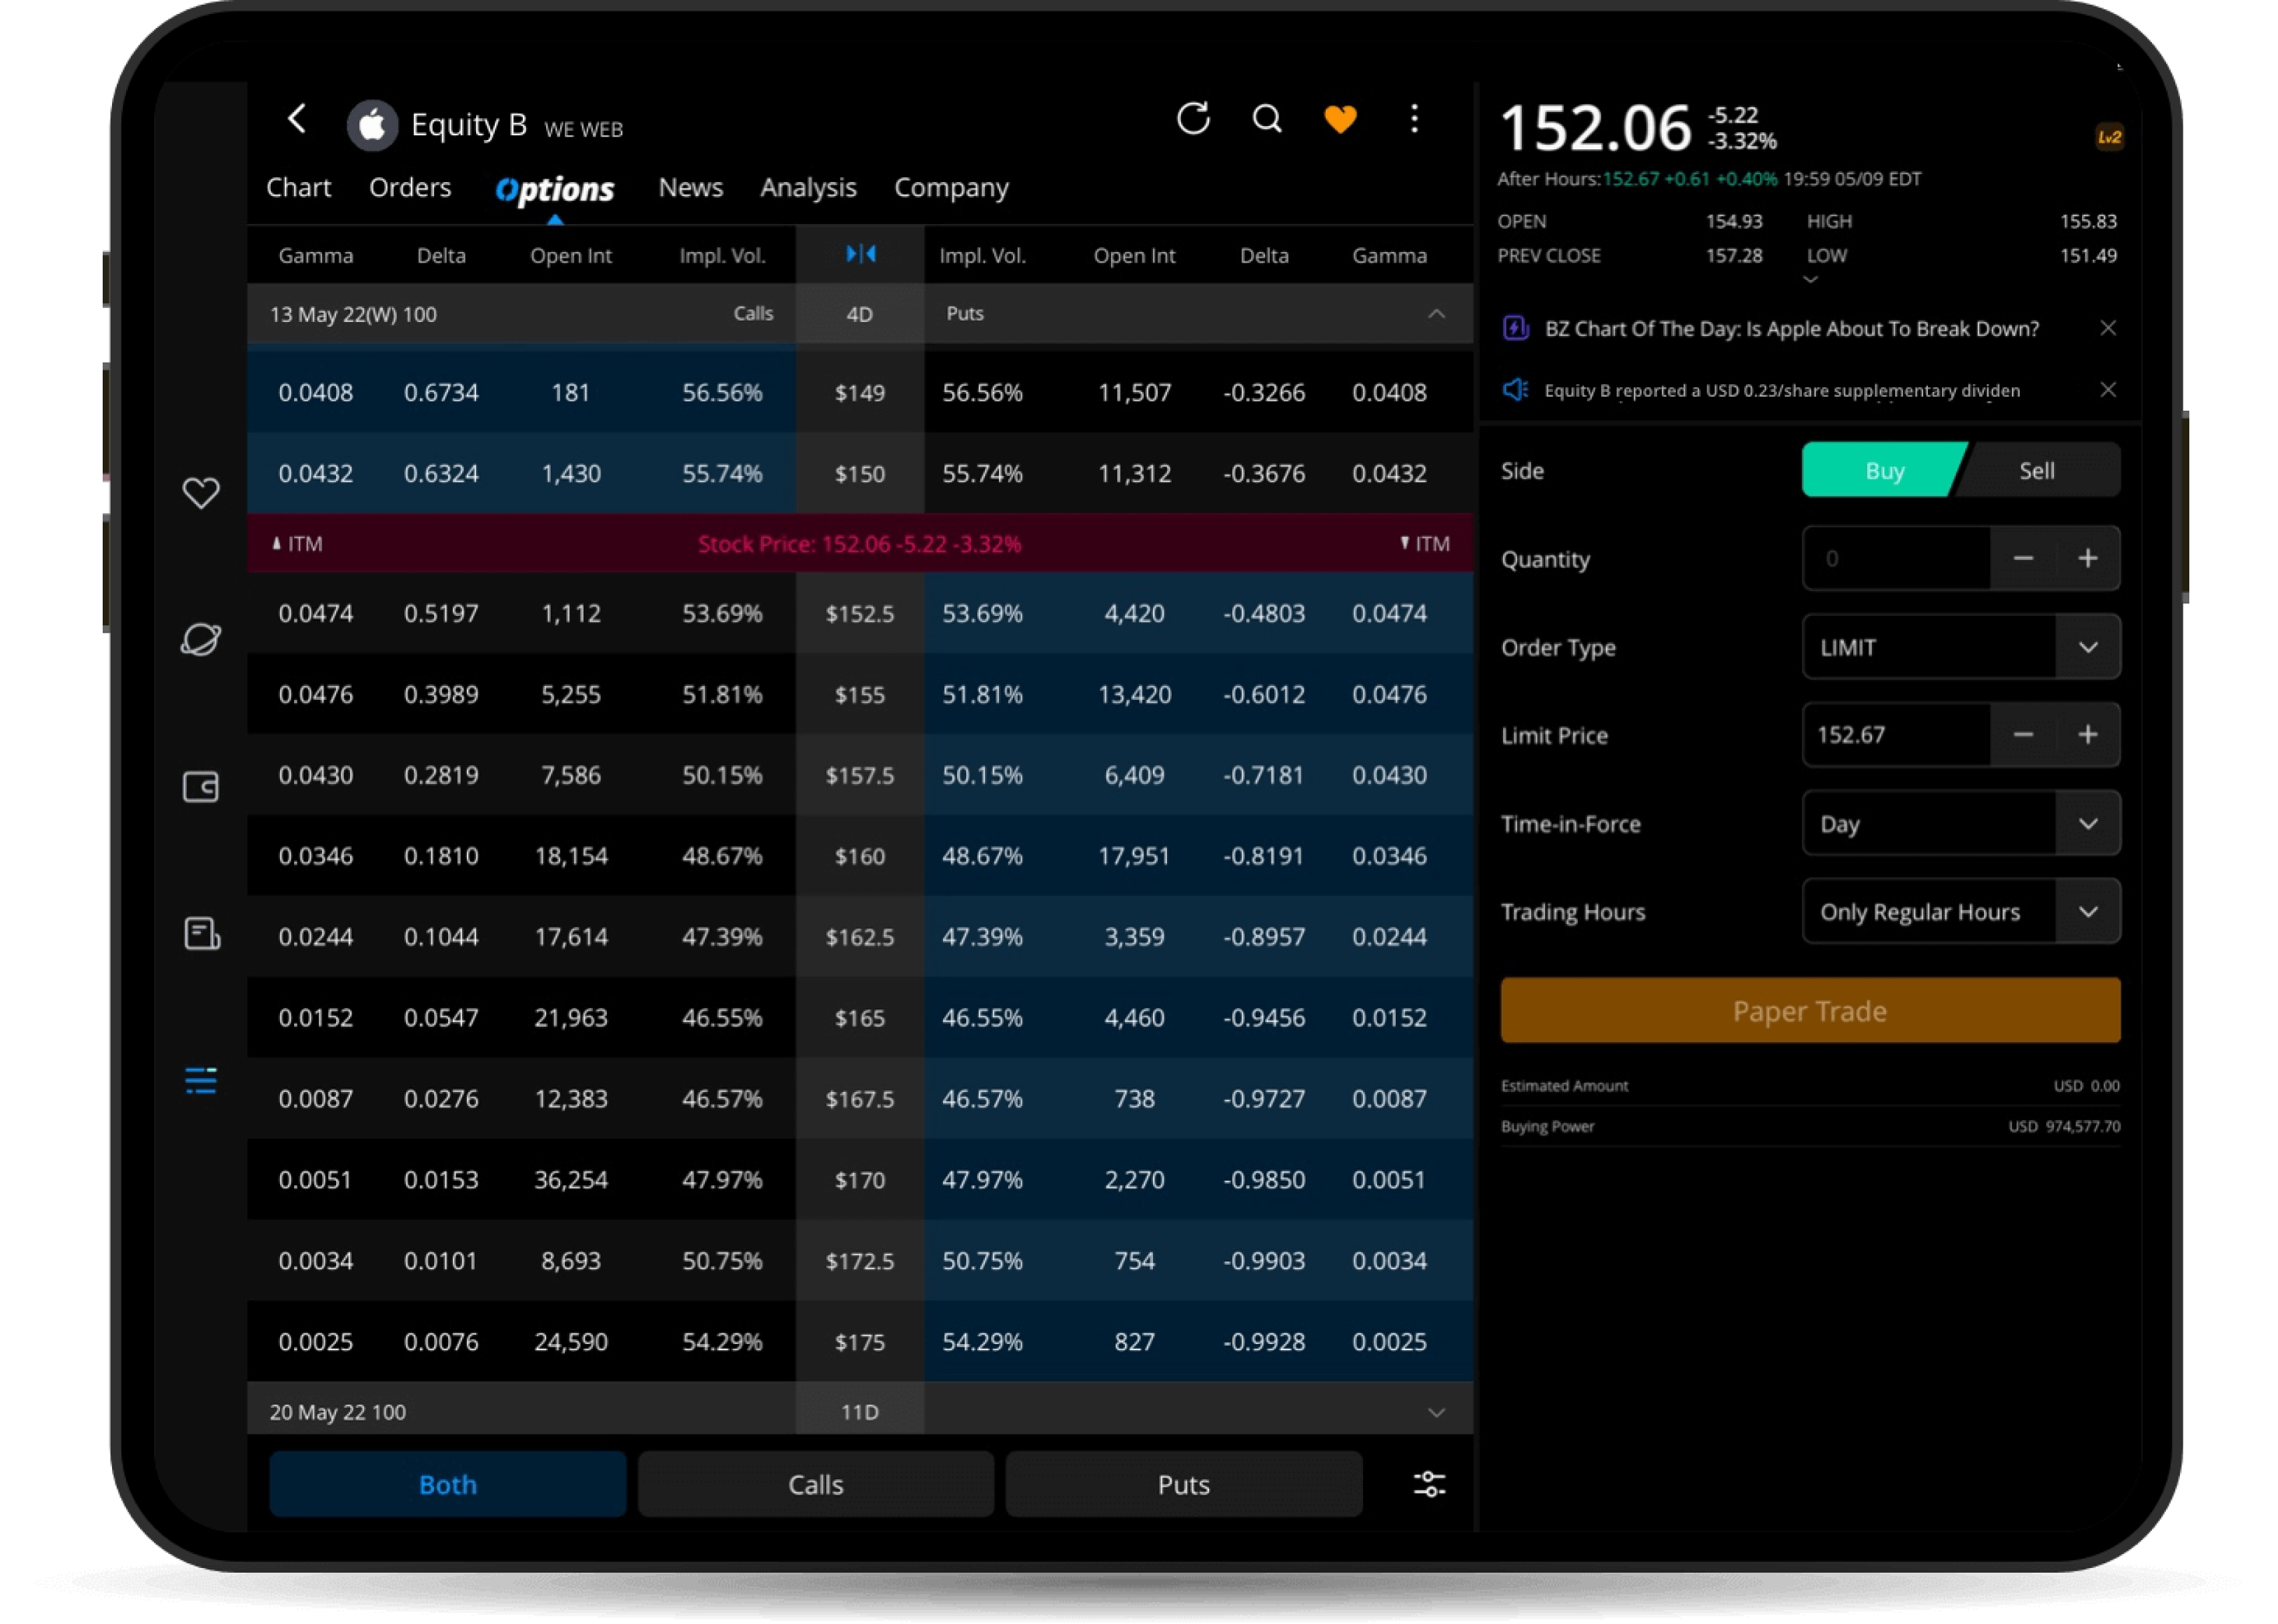 Equity B WE WEB
Chart Orders Options News Analysis Company
Gamma Delta Open Int Impl. Vol. Impl. Vol. Open Int Delta Gamma
13 May 22(W) 100 Calls 4D Puts
0.0408 0.6734 181 56.56% $149 56.56% 11,507 -0.3266 0.0408
0.0432 0.6324 1,430 55.74% $150 55.74% 11,312 -0.3676 0.0432
ITM Stock Price: 152.06 -5.22 -3.32% ITM
0.0474 0.5197 1,112 53.69% $152.5 53.69% 4,420 -0.4803 0.0474
0.0476 0.3989 5,255 51.81% $155 51.81% 13,420 -0.6012 0.0476
0.0430 0.2819 7,586 50.15% $157.5 50.15% 6,409 -0.7181 0.0430
0.0346 0.1810 18,154 48.67% $160 48.67% 17,951 -0.8191 0.0346
0.0244 0.1044 17,614 47.39% $162.5 47.39% 3,359 -0.8957 0.0244
0.0152 0.0547 21,963 46.55% $165 46.55% 4,460 -0.9456 0.0152
0.0087 0.0276 12,383 46.57% $167.5 46.57% 738 -0.9727 0.0087
0.0051 0.0153 36,254 47.97% $170 47.97% 2,270 -0.9850 0.0051
0.0034 0.0101 8,693 50.75% $172.5 50.75% 754 -0.9903 0.0034
0.0025 0.0076 24,590 54.29% $175 54.29% 827 -0.9928 0.0025
20 May 22 100 11D
Both Calls Puts
152.06 -5.22
-3.32%
Lv2
After Hours:152.67 +0.61 +0.40% 19:59 05/09 EDT
OPEN 154.93 HIGH 155.83
PREV CLOSE 157.28 LOW 151.49
BZ Chart Of The Day: Is Apple About To Break Down?
Equity B reported a USD 0.23/share supplementary dividen
Side Buy Sell
Quantity 0 − +
Order Type LIMIT
Limit Price 152.67 − +
Time-in-Force Day
Trading Hours Only Regular Hours
Paper Trade
Estimated Amount USD 0.00
Buying Power USD 974,577.70